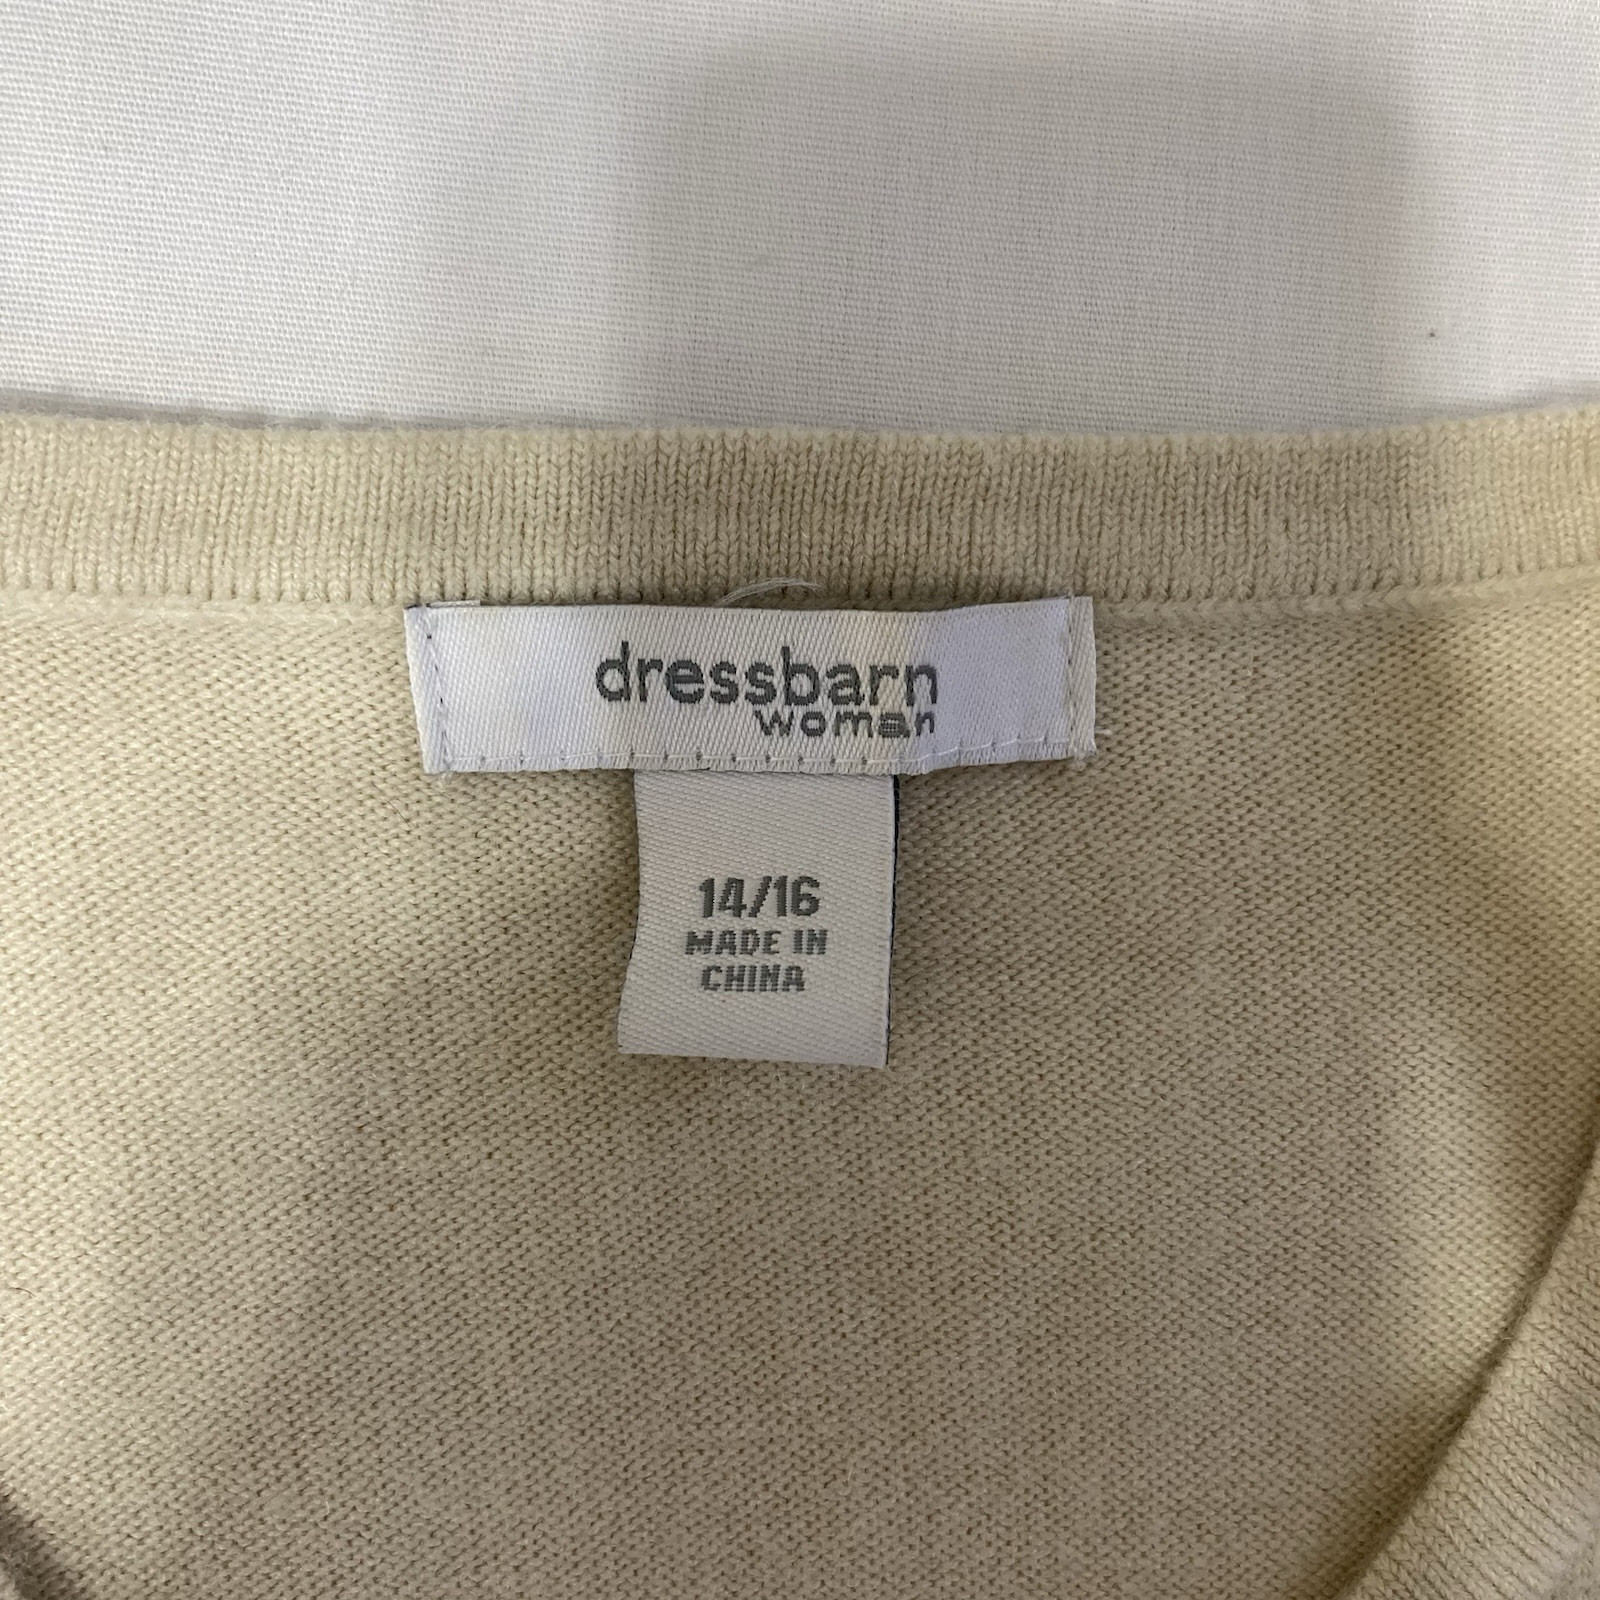 dressbarn
woman
14/16
MADE IN
CHINA